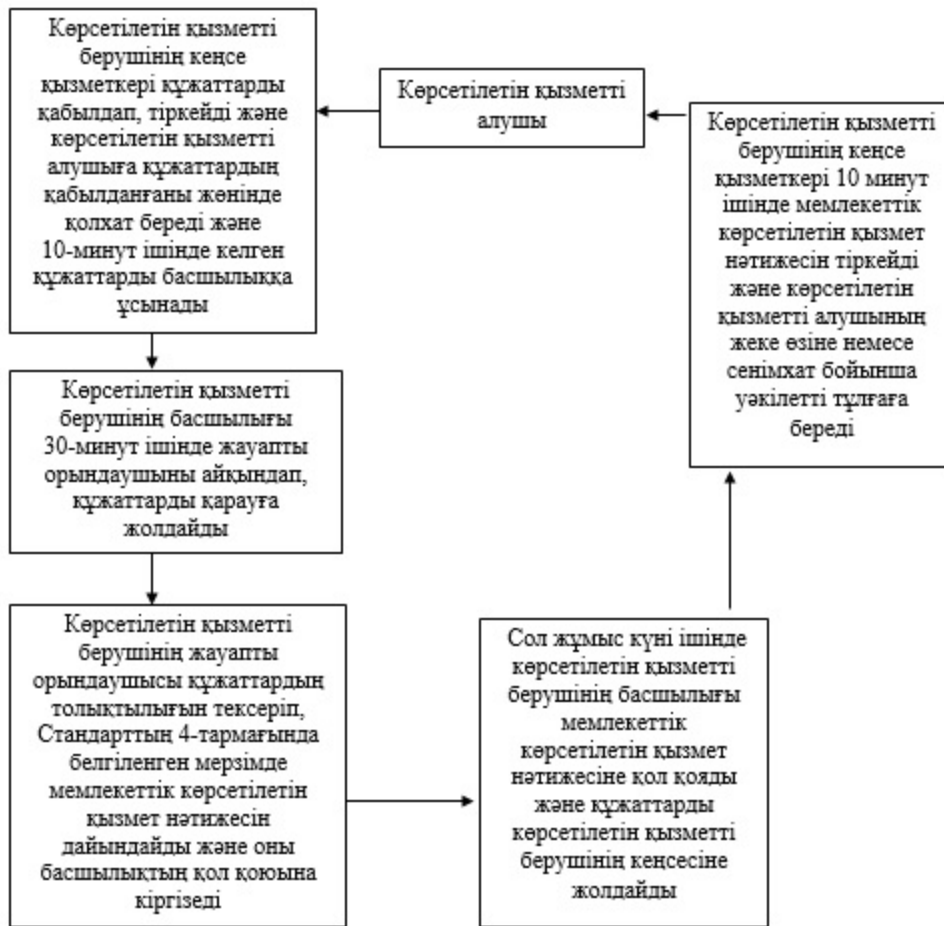 Көрсетілетін қызметті
берушінің кеңсе
қызметкері құжаттарды
қабылдап, тіркейді және
көрсетілетін қызметті
алушыға құжаттардың
қабылданғаны жөнінде
қолхат береді және
10-минут ішінде келген
құжаттарды басшылыққа
ұсынады
Көрсетілетін қызметті
берушінің басшылығы
30-минут ішінде жауапты
орындаушыны айқындап,
құжаттарды қарауға
жолдайды
Көрсетілетін қызметті
берушінің жауапты
орындаушысы құжаттардың
толықтылығын тексеріп,
Стандарттың 4-тармағында
белгіленген мерзімде
мемлекеттік көрсетілетін
қызмет нәтижесін
дайындайды және оны
басшылықтың қол қоюына
кіргізеді
Сол жұмыс күні ішінде
көрсетілетін қызметті
берушінің басшылығы
мемлекеттік
көрсетілетін қызмет
нәтижесіне қол қояды
және құжаттарды
көрсетілетін қызметті
берушінің кеңсесіне
жолдайды
Көрсетілетін қызметті
берушінің кеңсе
қызметкері 10 минут
ішінде мемлекеттік
көрсетілетін қызмет
нәтижесін тіркейді
және көрсетілетін
қызметті алушының
жеке өзіне немесе
сенімхат бойынша
уәкілетті тұлғаға
береді
Көрсетілетін қызметті
алушы